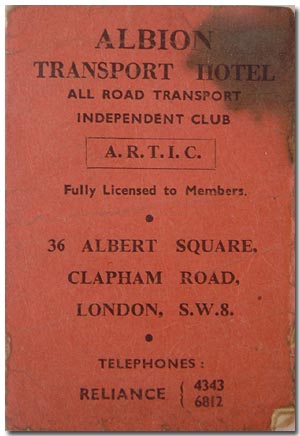 ALBION
TRANSPORT HOTEL
ALL ROAD TRANSPORT
INDEPENDENT CLUB
A.R.T.I.C.
Fully Licensed to Members.
•
36 ALBERT SQUARE,
CLAPHAM ROAD,
LONDON, S.W.8.
•
TELEPHONES :
RELIANCE { 4343
6812